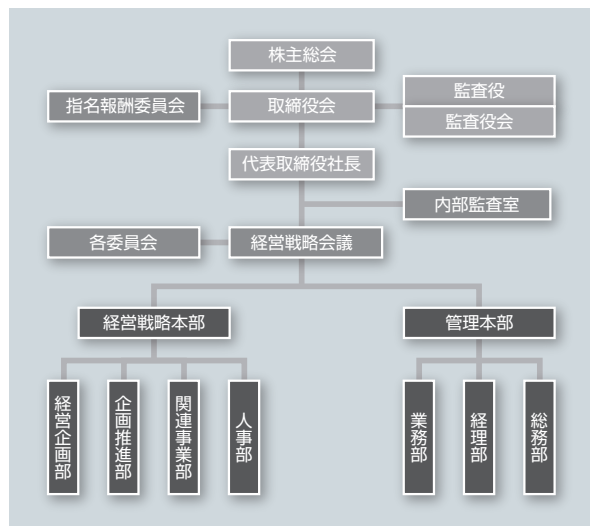 株主総会
指名報酬委員会
取締役会
監査役
監査役会
代表取締役社長
内部監査室
各委員会
経営戦略会議
経営戦略本部
管理本部
経営企画部
企画推進部
関連事業部
人事部
業務部
経理部
総務部